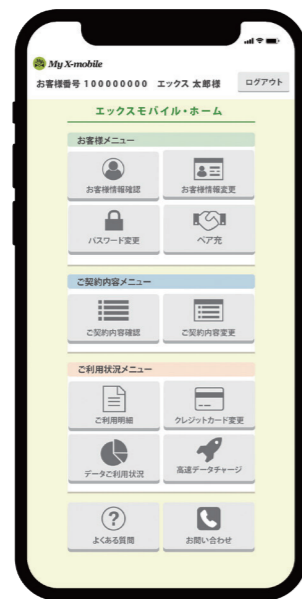 My X-mobile
お客様番号 100000000 エックス 太郎様 ログアウト
エックスモバイル・ホーム
お客様メニュー
お客様情報確認 お客様情報変更
パスワード変更 ペア充
ご契約内容メニュー
ご契約内容確認 ご契約内容変更
ご利用状況メニュー
ご利用明細 クレジットカード変更
データご利用状況 高速データチャージ
?
よくある質問 お問い合わせ